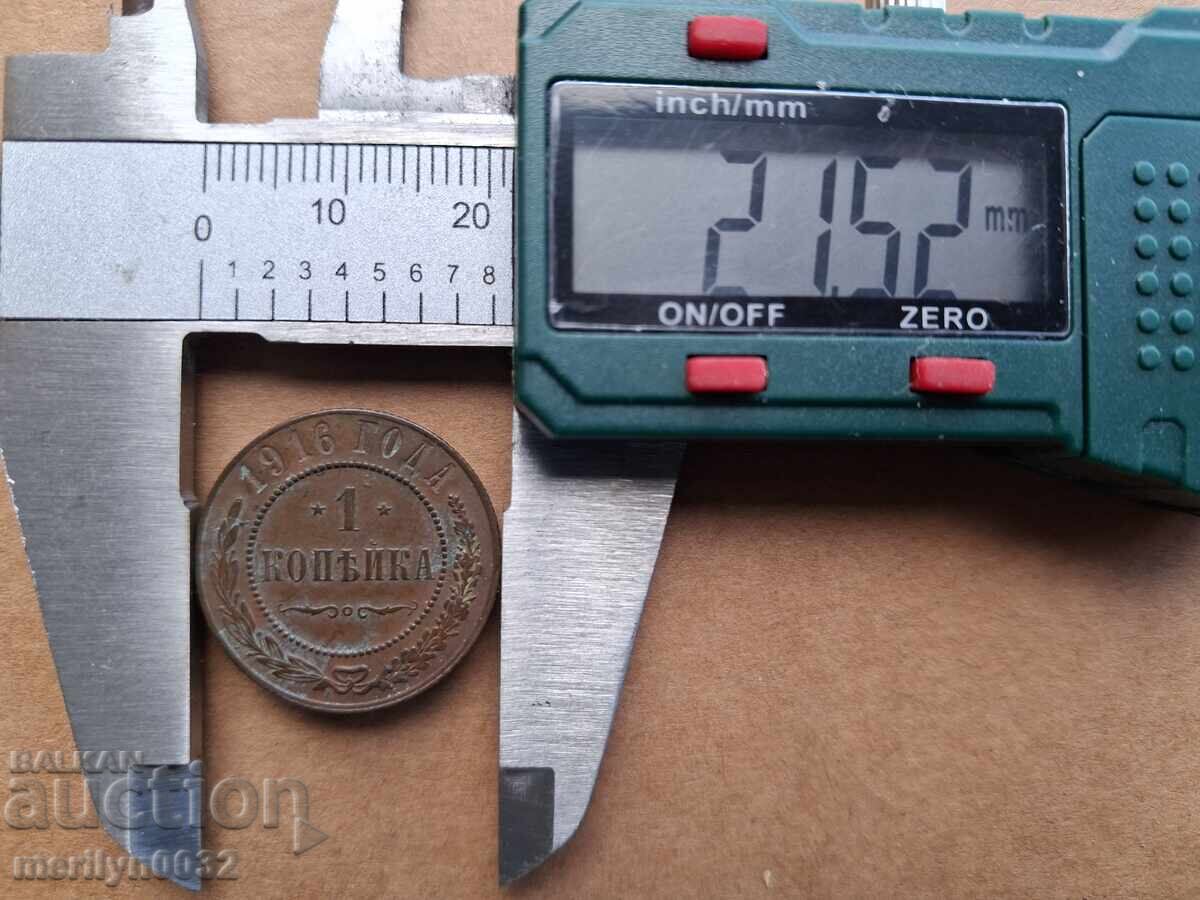 inch/mm
21.52 mm
ON/OFF ZERO
0 10 20
1 2 3 4 5 6 7 8
1916 ГОДА
* 1 *
КОПѢЙКА
BALKAN
auction
merilyn0032